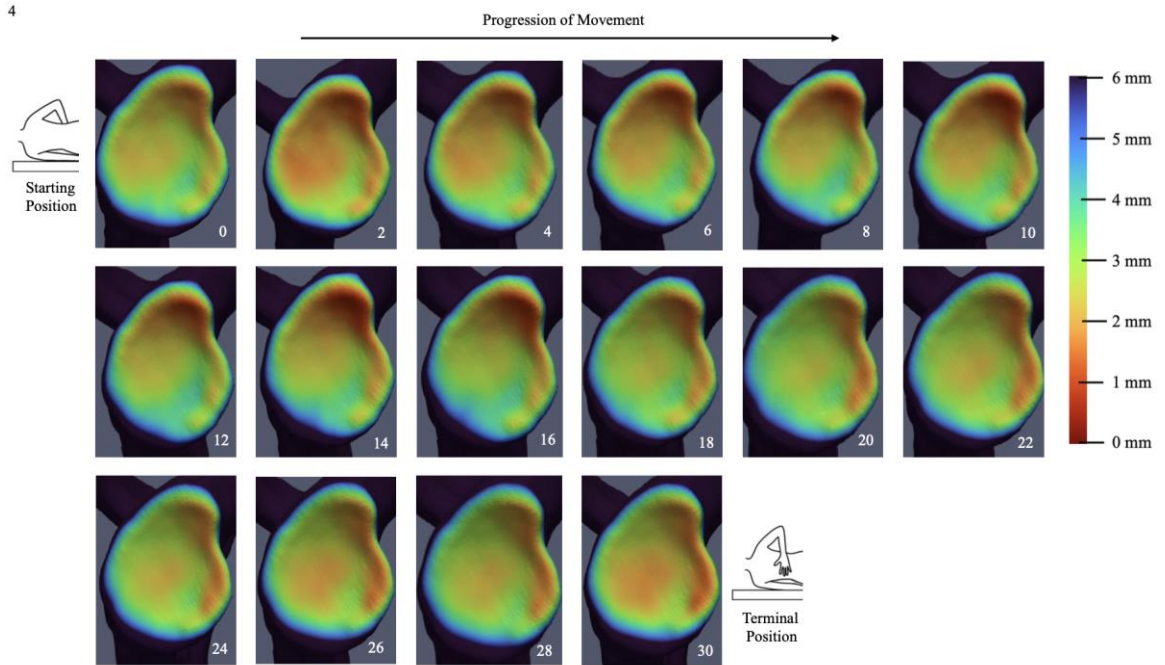 4
Progression of Movement
Starting
Position
0
2
4
6
8
10
12
14
16
18
20
22
24
26
28
30
Terminal
Position
6 mm
5 mm
4 mm
3 mm
2 mm
1 mm
0 mm